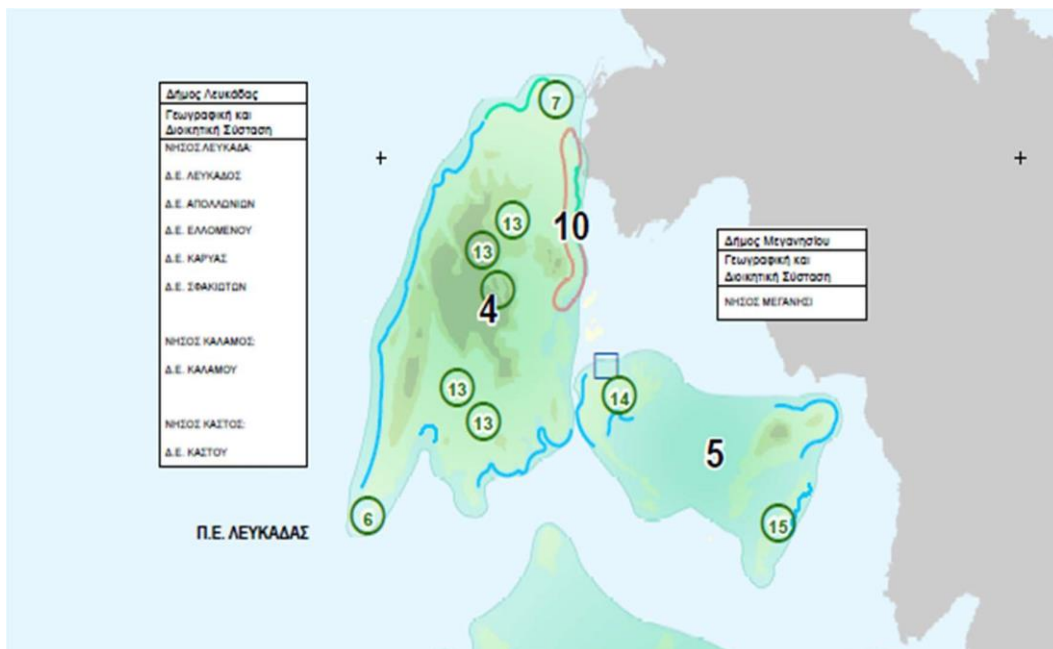 Δήμος Λευκάδας
Γεωγραφική και
Διοικητική Σύσταση
ΝΗΣΟΣ ΛΕΥΚΑΔΑ:
Δ.Ε. ΛΕΥΚΑΔΟΣ
Δ.Ε. ΑΠΟΛΛΩΝΙΩΝ
Δ.Ε. ΕΛΛΟΜΕΝΟΥ
Δ.Ε. ΚΑΡΥΑΣ
Δ.Ε. ΣΦΑΚΙΩΤΩΝ
ΝΗΣΟΣ ΚΑΛΑΜΟΣ:
Δ.Ε. ΚΑΛΑΜΟΥ
ΝΗΣΟΣ ΚΑΣΤΟΣ:
Δ.Ε. ΚΑΣΤΟΥ
Π.Ε. ΛΕΥΚΑΔΑΣ
7
13
10
13
4
13
13
6
14
5
15
Δήμος Μεγανησίου
Γεωγραφική και
Διοικητική Σύσταση
ΝΗΣΟΣ ΜΕΓΑΝΗΣΙ